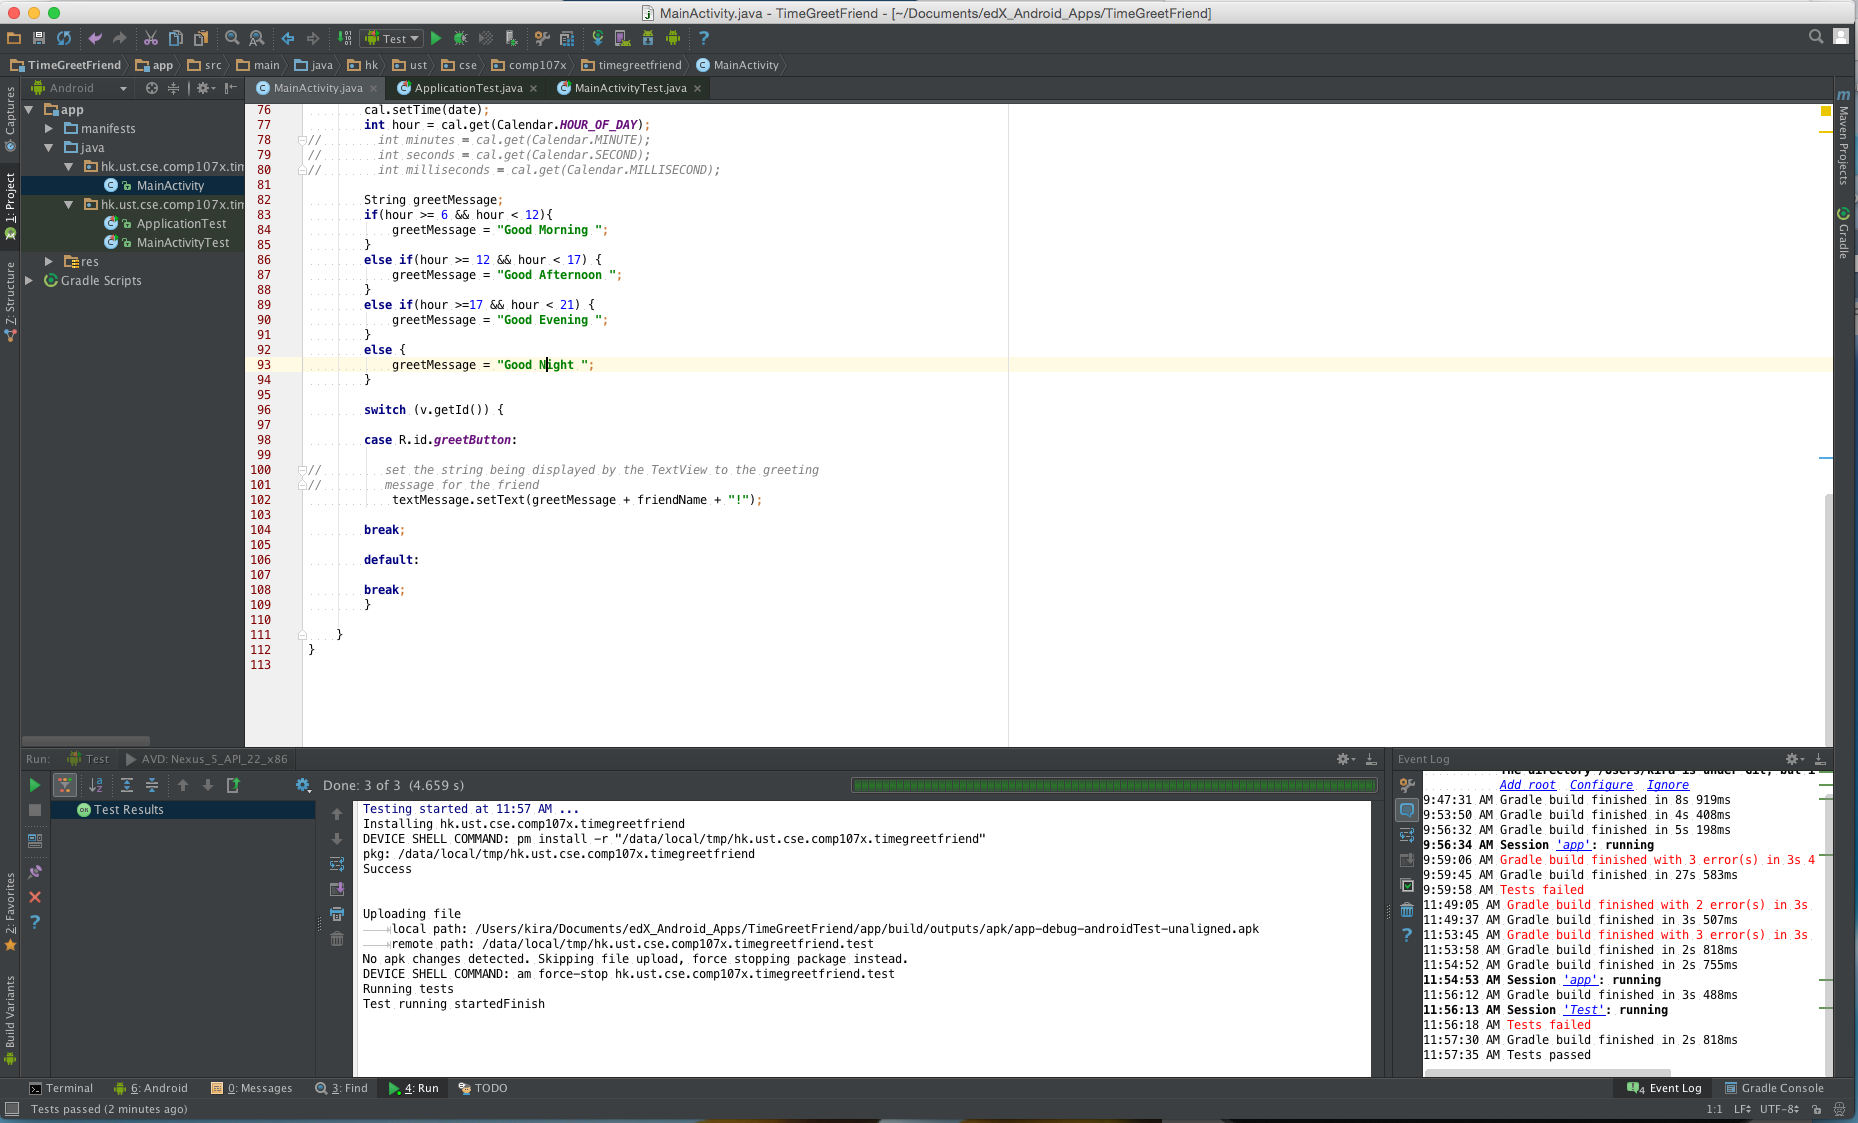 MainActivity.java - TimeGreetFriend - [~/Documents/edX_Android_Apps/TimeGreetFriend]
Test
TimeGreetFriend app src main java hk ust cse comp107x timegreetfriend MainActivity
Android
MainActivity.java ApplicationTest.java MainActivityTest.java
Captures
1: Project
Z: Structure
2: Favorites
Build Variants
app
manifests
java
hk.ust.cse.comp107x.tim
MainActivity
hk.ust.cse.comp107x.tim
ApplicationTest
MainActivityTest
res
Gradle Scripts
76 cal.setTime(date);
77 int hour = cal.get(Calendar.HOUR_OF_DAY);
78 // int minutes = cal.get(Calendar.MINUTE);
79 // int seconds = cal.get(Calendar.SECOND);
80 // int milliseconds = cal.get(Calendar.MILLISECOND);
81
82 String greetMessage;
83 if(hour >= 6 && hour < 12){
84 greetMessage = "Good Morning ";
85 }
86 else if(hour >= 12 && hour < 17) {
87 greetMessage = "Good Afternoon ";
88 }
89 else if(hour >=17 && hour < 21) {
90 greetMessage = "Good Evening ";
91 }
92 else {
93 greetMessage = "Good Night ";
94 }
95
96 switch (v.getId()) {
97
98 case R.id.greetButton:
99
100 // set the string being displayed by the TextView to the greeting
101 // message for the friend
102 textMessage.setText(greetMessage + friendName + "!");
103
104 break;
105
106 default:
107
108 break;
109 }
110
111 }
112 }
113
Maven Projects
Gradle
Run: Test AVD: Nexus_5_API_22_x86
Done: 3 of 3 (4.659 s)
Test Results
Testing started at 11:57 AM ...
Installing hk.ust.cse.comp107x.timegreetfriend
DEVICE SHELL COMMAND: pm install -r "/data/local/tmp/hk.ust.cse.comp107x.timegreetfriend"
pkg: /data/local/tmp/hk.ust.cse.comp107x.timegreetfriend
Success
Uploading file
local path: /Users/kira/Documents/edX_Android_Apps/TimeGreetFriend/app/build/outputs/apk/app-debug-androidTest-unaligned.apk
remote path: /data/local/tmp/hk.ust.cse.comp107x.timegreetfriend.test
No apk changes detected. Skipping file upload, force stopping package instead.
DEVICE SHELL COMMAND: am force-stop hk.ust.cse.comp107x.timegreetfriend.test
Running tests
Test running startedFinish
Event Log
The directory /Users/kira is under Git, but i
Add root Configure Ignore
9:47:31 AM Gradle build finished in 8s 919ms
9:53:50 AM Gradle build finished in 4s 408ms
9:56:32 AM Gradle build finished in 5s 198ms
9:56:34 AM Session 'app': running
9:59:06 AM Gradle build finished with 3 error(s) in 3s 4
9:59:45 AM Gradle build finished in 27s 583ms
9:59:58 AM Tests failed
11:49:05 AM Gradle build finished with 2 error(s) in 3s
11:49:37 AM Gradle build finished in 3s 507ms
11:53:45 AM Gradle build finished with 3 error(s) in 3s
11:53:58 AM Gradle build finished in 2s 818ms
11:54:52 AM Gradle build finished in 2s 755ms
11:54:53 AM Session 'app': running
11:56:12 AM Gradle build finished in 3s 488ms
11:56:13 AM Session 'Test': running
11:56:18 AM Tests failed
11:57:30 AM Gradle build finished in 2s 818ms
11:57:35 AM Tests passed
Terminal 6: Android 0: Messages 3: Find 4: Run TODO 4 Event Log Gradle Console
Tests passed (2 minutes ago) 1:1 LF UTF-8